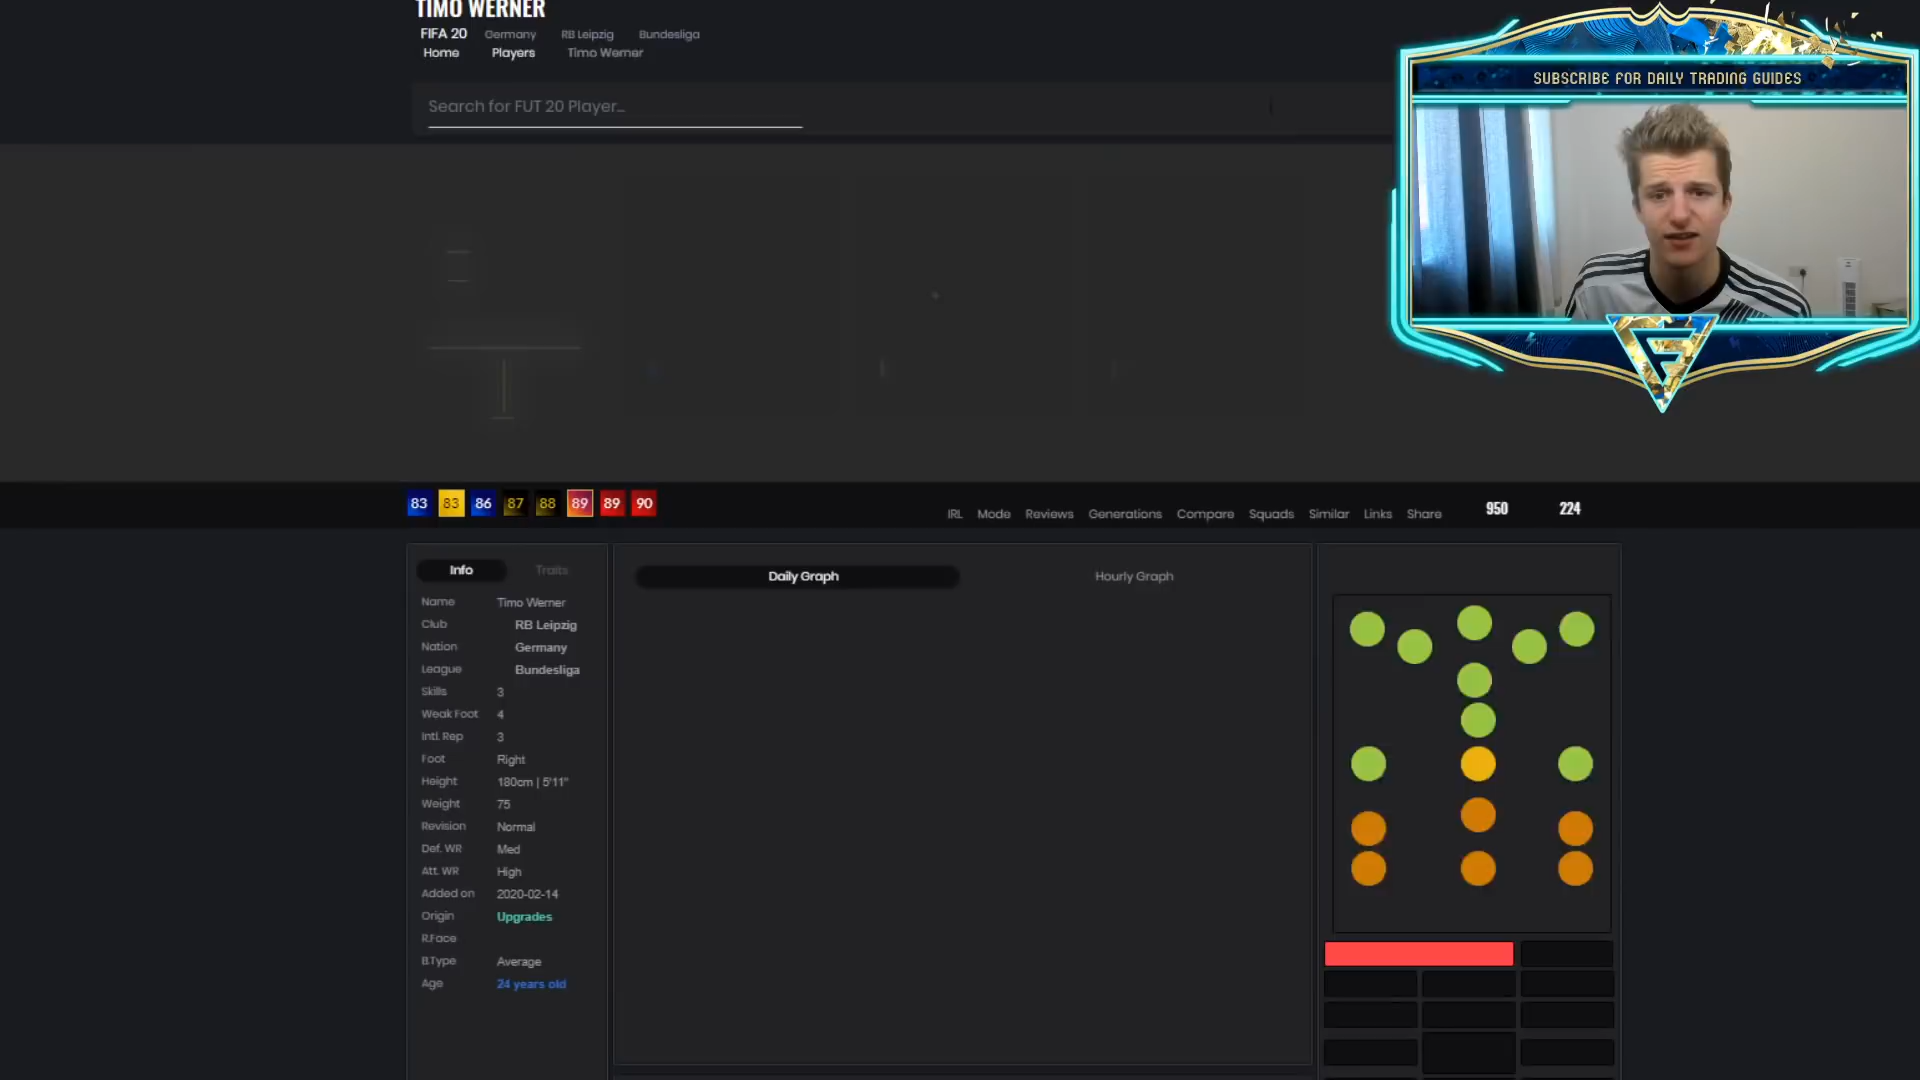 TIMO WERNER
FIFA 20 Germany RB Leipzig Bundesliga
Home Players Timo Werner
Search for FUT 20 Player...
SUBSCRIBE FOR DAILY TRADING GUIDES
83 83 86 87 88 89 89 90
IRL Mode Reviews Generations Compare Squads Similar Links Share 950 224
Info Traits
Name Timo Werner
Club RB Leipzig
Nation Germany
League Bundesliga
Skills 3
Weak Foot 4
Intl. Rep 3
Foot Right
Height 180cm | 5'11"
Weight 75
Revision Normal
Def. WR Med
Att. WR High
Added on 2020-02-14
Origin Upgrades
R.Face
B.Type Average
Age 24 years old
Daily Graph Hourly Graph